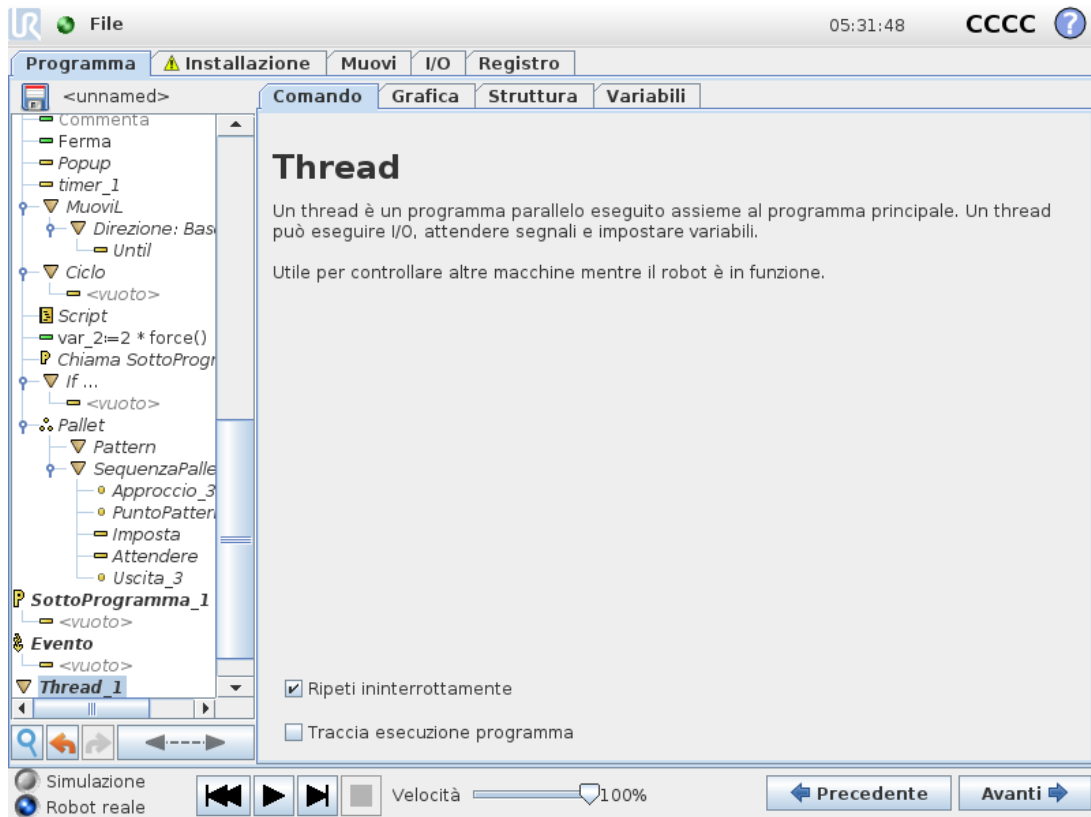 UR
File
05:31:48
CCCC
?
Programma
Installazione
Muovi
I/O
Registro
<unnamed>
Comando
Grafica
Struttura
Variabili
Commenta
Ferma
Popup
timer_1
MuoviL
Direzione: Bas
Until
Ciclo
<vuoto>
Script
var_2:=2 * force()
Chiama SottoProgr
If ...
<vuoto>
Pallet
Pattern
SequenzaPalle
Approccio_3
PuntoPatter
Imposta
Attendere
Uscita_3
SottoProgramma_1
<vuoto>
Evento
<vuoto>
Thread_1
Thread
Un thread è un programma parallelo eseguito assieme al programma principale. Un thread
può eseguire I/O, attendere segnali e impostare variabili.
Utile per controllare altre macchine mentre il robot è in funzione.
Ripeti ininterrottamente
Traccia esecuzione programma
Simulazione
Robot reale
Velocità
100%
Precedente
Avanti